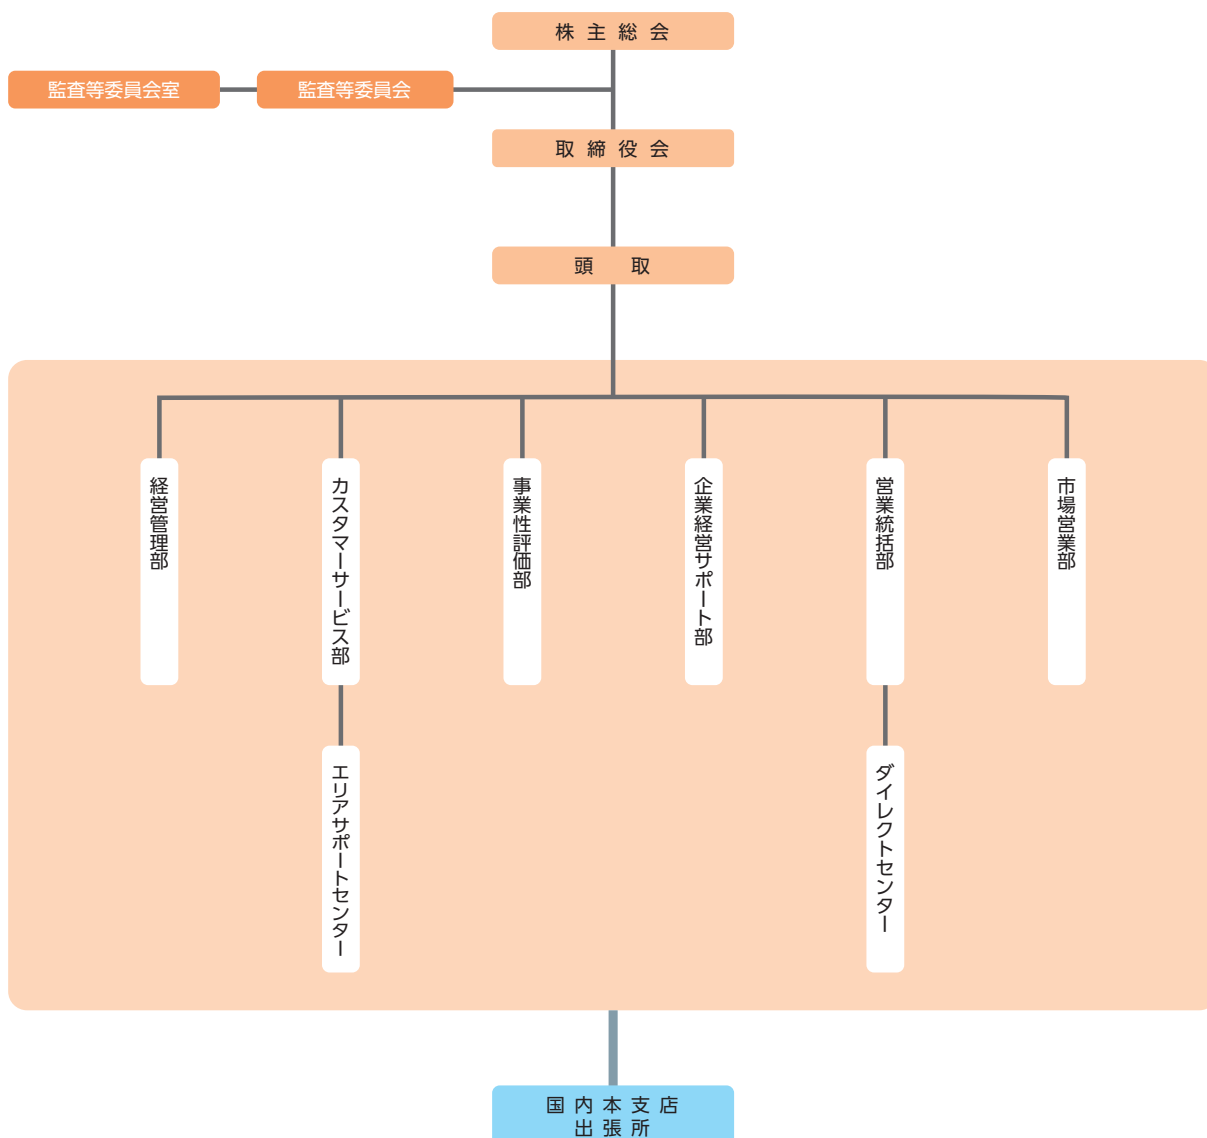 株主総会
監査等委員会室
監査等委員会
取締役会
頭取
経営管理部
カスタマーサービス部
事業性評価部
企業経営サポート部
営業統括部
市場営業部
エリアサポートセンター
ダイレクトセンター
国内本支店
出張所